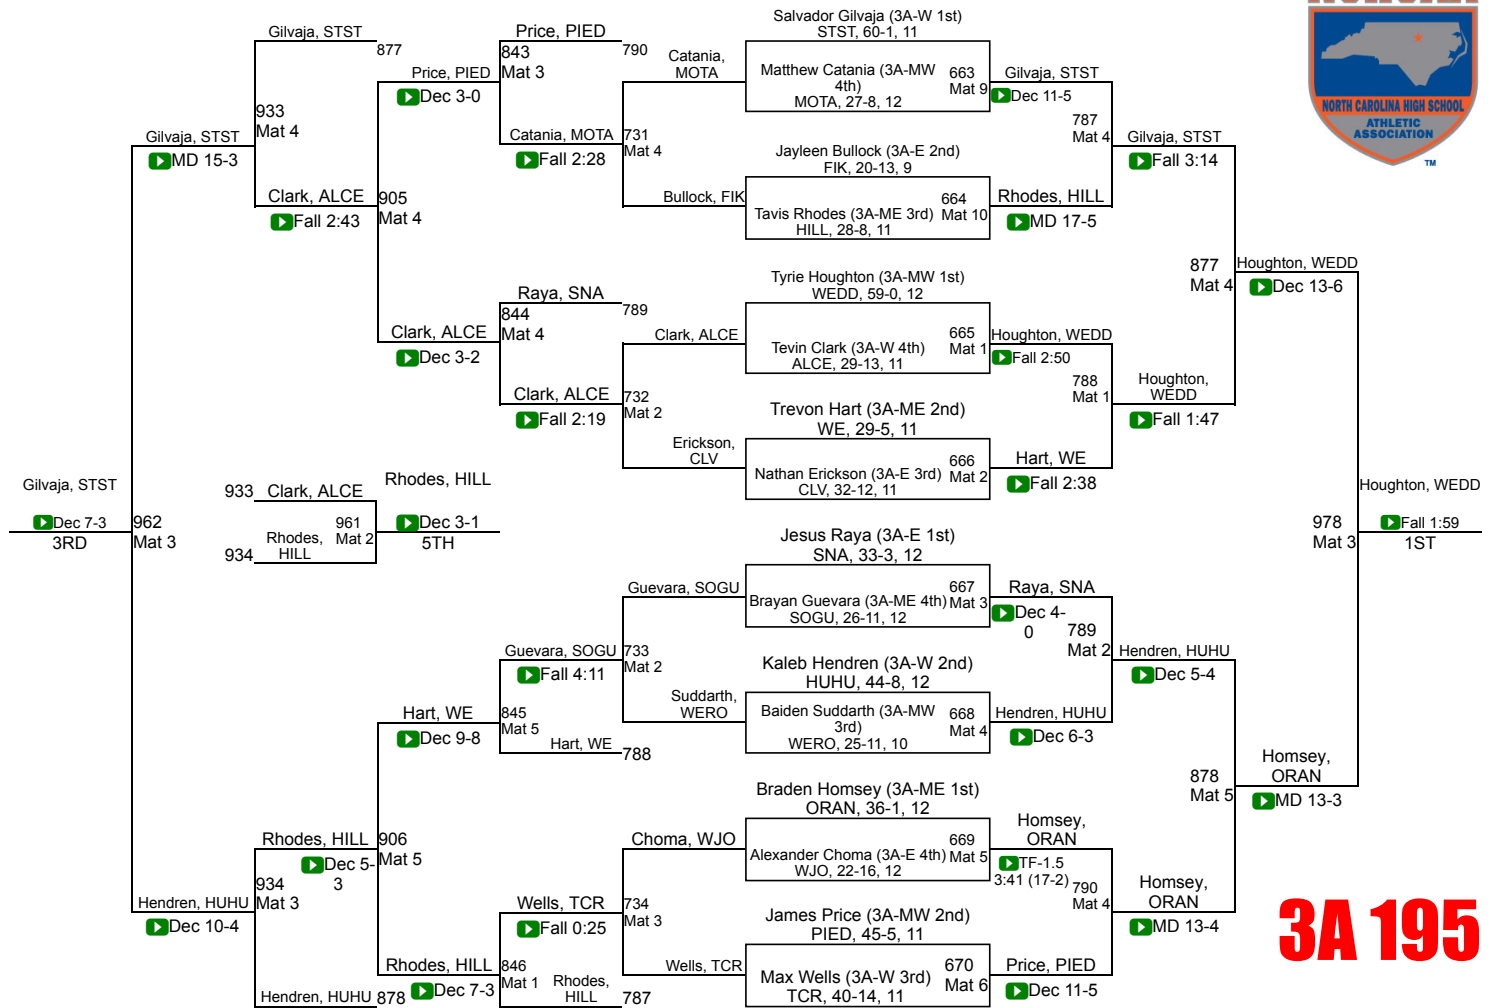 Salvador Gilvaja (3A-W 1st)
STST, 60-1, 11
Matthew Catania (3A-MW
4th)
MOTA, 27-8, 12
663
Mat 9
Jayleen Bullock (3A-E 2nd)
FIK, 20-13, 9
Tavis Rhodes (3A-ME 3rd)
HILL, 28-8, 11
664
Mat 10
Tyrie Houghton (3A-MW 1st)
WEDD, 59-0, 12
Tevin Clark (3A-W 4th)
ALCE, 29-13, 11
665
Mat 1
Trevon Hart (3A-ME 2nd)
WE, 29-5, 11
Nathan Erickson (3A-E 3rd)
CLV, 32-12, 11
666
Mat 2
Jesus Raya (3A-E 1st)
SNA, 33-3, 12
Brayan Guevara (3A-ME 4th)
SOGU, 26-11, 12
667
Mat 3
Kaleb Hendren (3A-W 2nd)
HUHU, 44-8, 12
Baiden Suddarth (3A-MW
3rd)
WERO, 25-11, 10
668
Mat 4
Braden Homsey (3A-ME 1st)
ORAN, 36-1, 12
Alexander Choma (3A-E 4th)
WJO, 22-16, 12
669
Mat 5
James Price (3A-MW 2nd)
PIED, 45-5, 11
Max Wells (3A-W 3rd)
TCR, 40-14, 11
670
Mat 6
Gilvaja, STST
Dec 11-5
787
Mat 4
Rhodes, HILL
MD 17-5
Houghton, WEDD
Fall 2:50
788
Mat 1
Hart, WE
Fall 2:38
Raya, SNA
Dec 4-
0
789
Mat 2
Hendren, HUHU
Dec 6-3
Homsey,
ORAN
TF-1.5
3:41 (17-2)
790
Mat 4
Price, PIED
Dec 11-5
Gilvaja, STST
Fall 3:14
877
Mat 4
Houghton,
WEDD
Fall 1:47
Hendren, HUHU
Dec 5-4
878
Mat 5
Homsey,
ORAN
MD 13-4
Houghton, WEDD
Dec 13-6
978
Mat 3
Homsey,
ORAN
MD 13-3
Houghton, WEDD
Fall 1:59
1ST
Catania,
MOTA
731
Mat 4
Bullock, FIK
Clark, ALCE
732
Mat 2
Erickson,
CLV
Guevara, SOGU
733
Mat 2
Suddarth,
WERO
Choma, WJO
734
Mat 3
Wells, TCR
Price, PIED
790
843
Mat 3
Catania, MOTA
Fall 2:28
Raya, SNA
789
844
Mat 4
Clark, ALCE
Fall 2:19
Guevara, SOGU
Fall 4:11
845
Mat 5
Hart, WE
788
Wells, TCR
Fall 0:25
846
Mat 1
Rhodes,
HILL
787
Price, PIED
Dec 3-0
905
Mat 4
Clark, ALCE
Dec 3-2
Hart, WE
Dec 9-8
906
Mat 5
Rhodes, HILL
Dec 7-3
Gilvaja, STST
877
933
Mat 4
Clark, ALCE
Fall 2:43
Rhodes, HILL
Dec 5-
3
934
Mat 3
Hendren, HUHU
878
Gilvaja, STST
MD 15-3
962
Mat 3
Hendren, HUHU
Dec 10-4
Gilvaja, STST
Dec 7-3
3RD
933
Clark, ALCE
934
Rhodes,
HILL
961
Mat 2
Rhodes, HILL
Dec 3-1
5TH
NORTH CAROLINA HIGH SCHOOL
ATHLETIC
ASSOCIATION
TM
3A 195